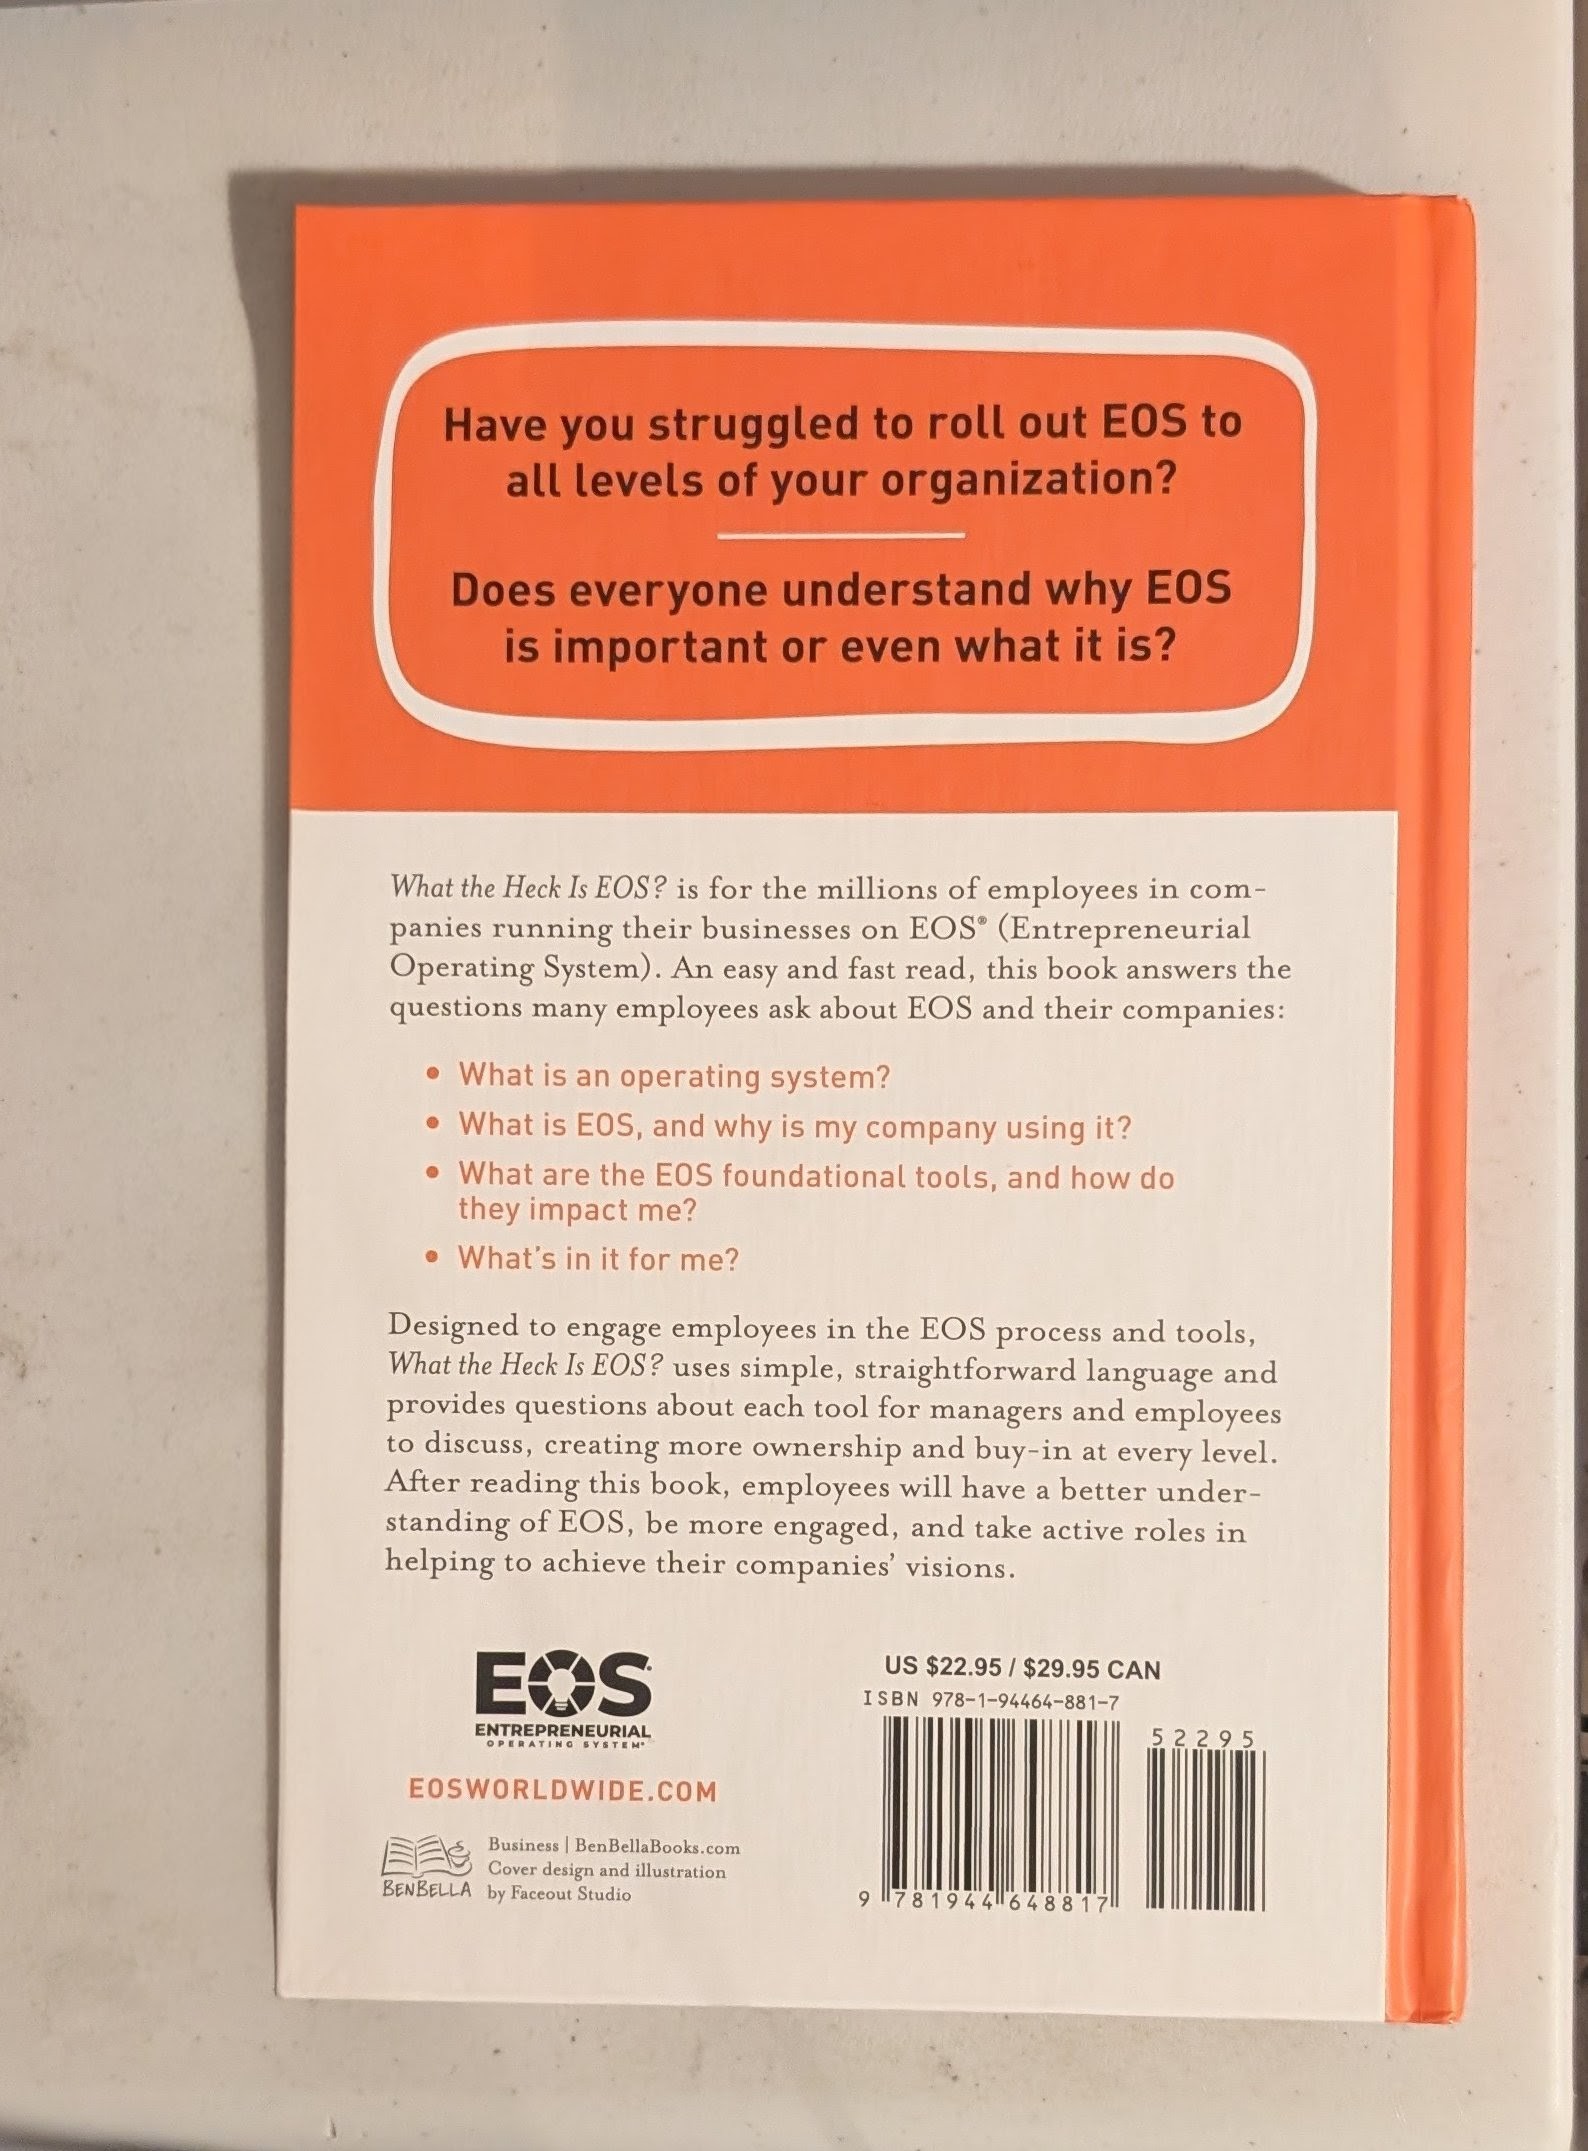 Have you struggled to roll out EOS to
all levels of your organization?
Does everyone understand why EOS
is important or even what it is?
What the Heck Is EOS? is for the millions of employees in com-
panies running their businesses on EOS® (Entrepreneurial
Operating System). An easy and fast read, this book answers the
questions many employees ask about EOS and their companies:
• What is an operating system?
• What is EOS, and why is my company using it?
• What are the EOS foundational tools, and how do
they impact me?
• What's in it for me?
Designed to engage employees in the EOS process and tools,
What the Heck Is EOS? uses simple, straightforward language and
provides questions about each tool for managers and employees
to discuss, creating more ownership and buy-in at every level.
After reading this book, employees will have a better under-
standing of EOS, be more engaged, and take active roles in
helping to achieve their companies' visions.
EOS
ENTREPRENEURIAL
OPERATING SYSTEM®
EOSWORLDWIDE.COM
BENBELLA
Business | BenBellaBooks.com
Cover design and illustration
by Faceout Studio
US $22.95 / $29.95 CAN
ISBN 978-1-94464-881-7
52295
9 781944 648817